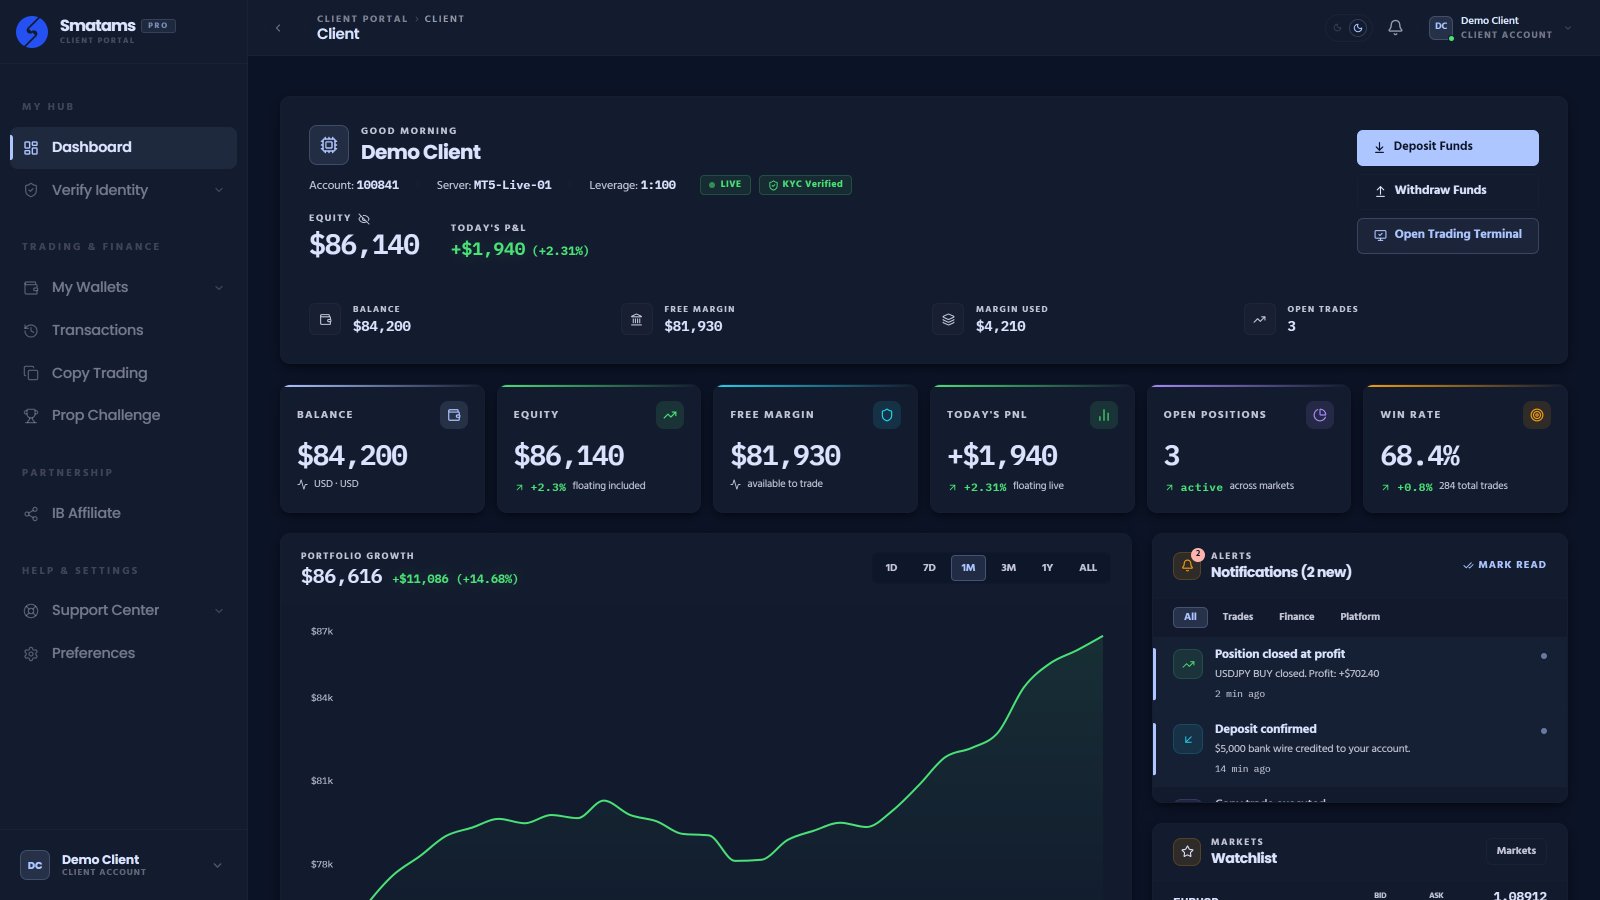 Smatams PRO
CLIENT PORTAL
MY HUB
Dashboard
Verify Identity
TRADING & FINANCE
My Wallets
Transactions
Copy Trading
Prop Challenge
PARTNERSHIP
IB Affiliate
HELP & SETTINGS
Support Center
Preferences
DC
Demo Client
CLIENT ACCOUNT
CLIENT PORTAL › CLIENT
Client
DC
Demo Client
CLIENT ACCOUNT
GOOD MORNING
Demo Client
Account: 100841 Server: MT5-Live-01 Leverage: 1:100 LIVE KYC Verified
EQUITY
$86,140
TODAY'S P&L
+$1,940 (+2.31%)
Deposit Funds
Withdraw Funds
Open Trading Terminal
BALANCE
$84,200
FREE MARGIN
$81,930
MARGIN USED
$4,210
OPEN TRADES
3
BALANCE
$84,200
USD · USD
EQUITY
$86,140
+2.3% floating included
FREE MARGIN
$81,930
available to trade
TODAY'S PNL
+$1,940
+2.31% floating live
OPEN POSITIONS
3
active across markets
WIN RATE
68.4%
+0.8% 284 total trades
PORTFOLIO GROWTH
$86,616 +$11,086 (+14.68%)
1D 7D 1M 3M 1Y ALL
$87k
$84k
$81k
$78k
2
ALERTS
Notifications (2 new)
MARK READ
All Trades Finance Platform
Position closed at profit
USDJPY BUY closed. Profit: +$702.40
2 min ago
Deposit confirmed
$5,000 bank wire credited to your account.
14 min ago
Copy trade executed
MARKETS
Watchlist
Markets
EURUSD BID ASK 1.08912